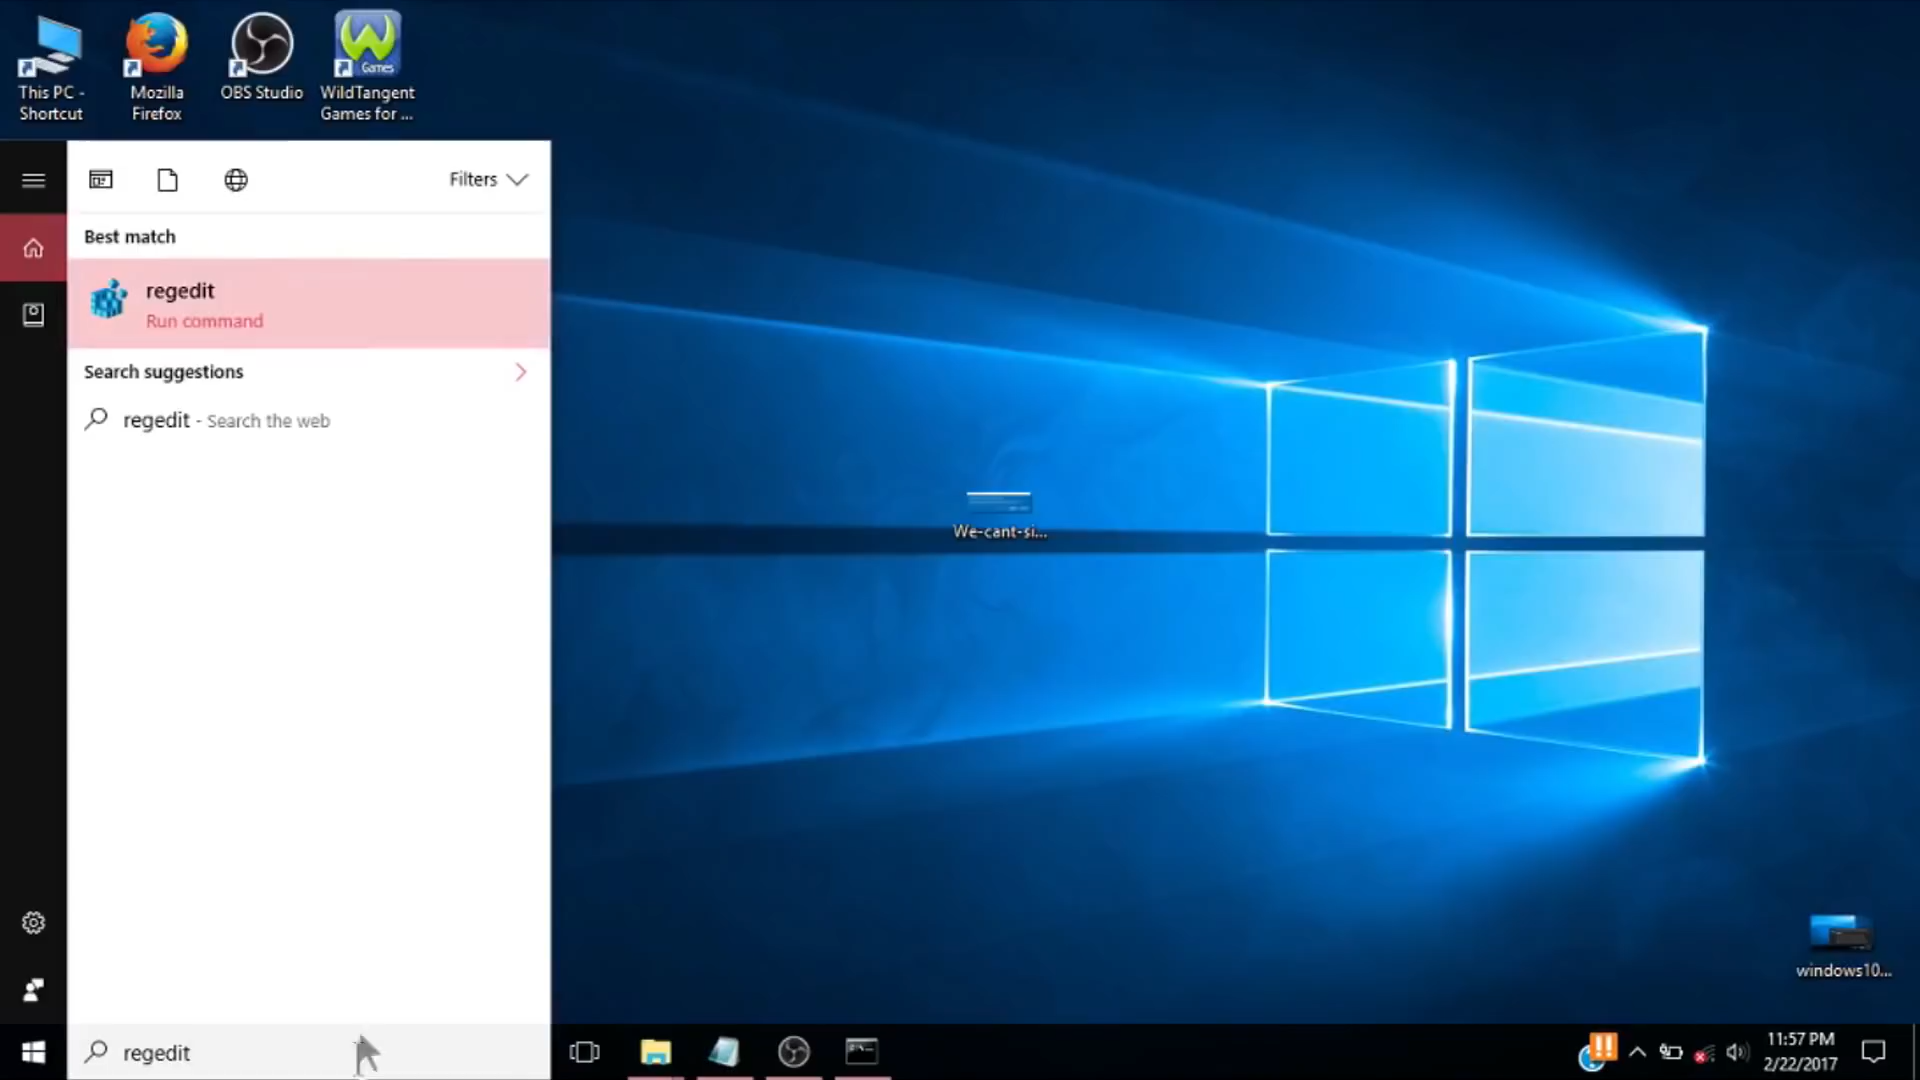 This PC -
Shortcut
Mozilla
Firefox
OBS Studio
Games
WildTangent
Games for ...
Filters
Best match
regedit
Run command
Search suggestions
regedit - Search the web
We-cant-si...
windows10...
regedit
11:57 PM
2/22/2017